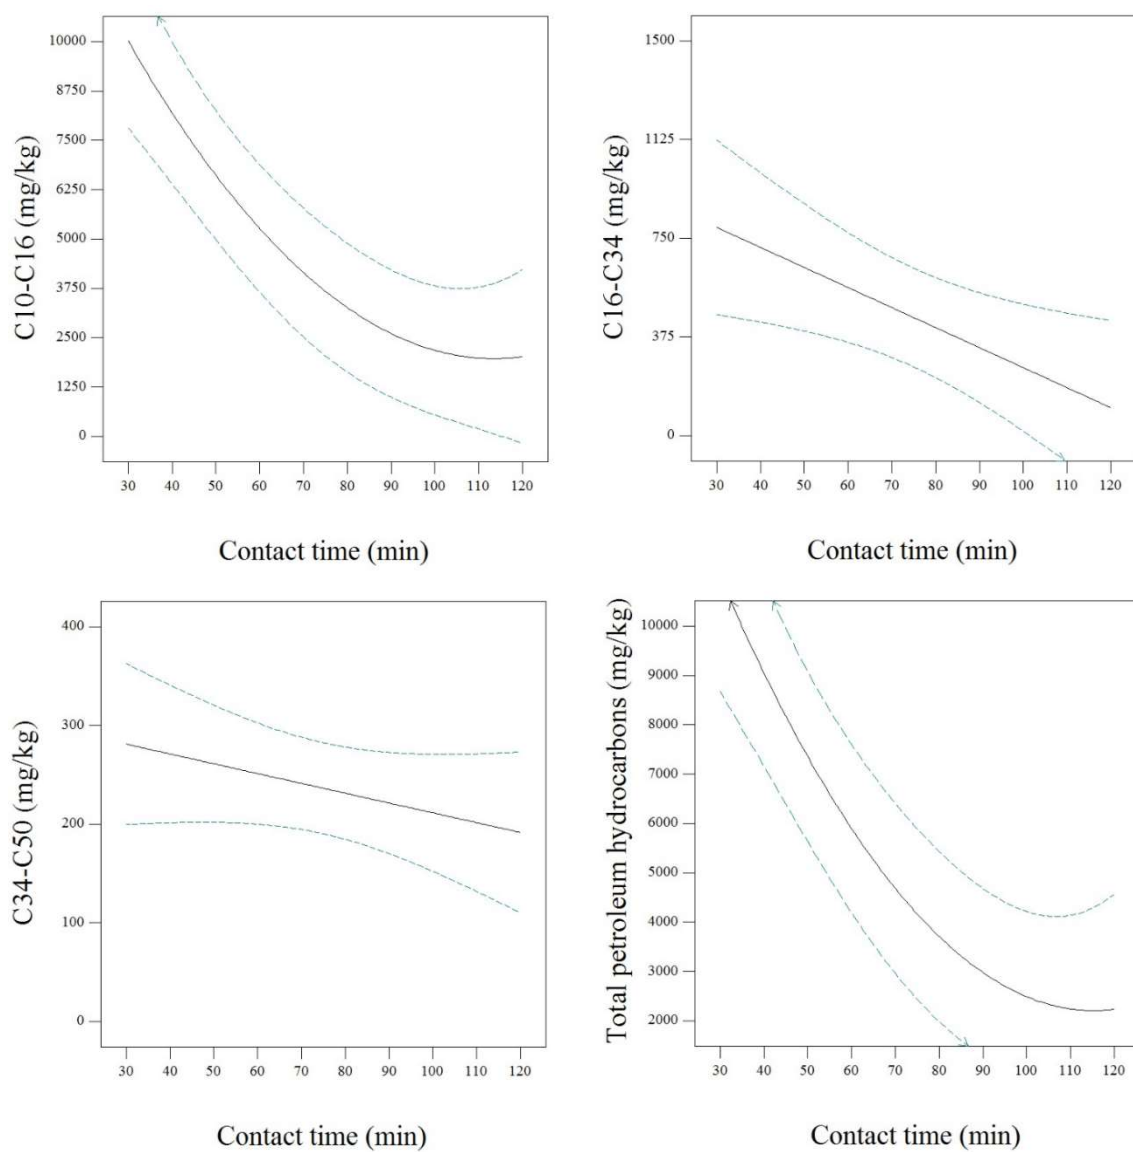 C10-C16 (mg/kg)
10000
8750
7500
6250
5000
3750
2500
1250
0
30 40 50 60 70 80 90 100 110 120
Contact time (min)
C16-C34 (mg/kg)
1500
1125
750
375
0
30 40 50 60 70 80 90 100 110 120
Contact time (min)
C34-C50 (mg/kg)
400
300
200
100
0
30 40 50 60 70 80 90 100 110 120
Contact time (min)
Total petroleum hydrocarbons (mg/kg)
10000
9000
8000
7000
6000
5000
4000
3000
2000
30 40 50 60 70 80 90 100 110 120
Contact time (min)